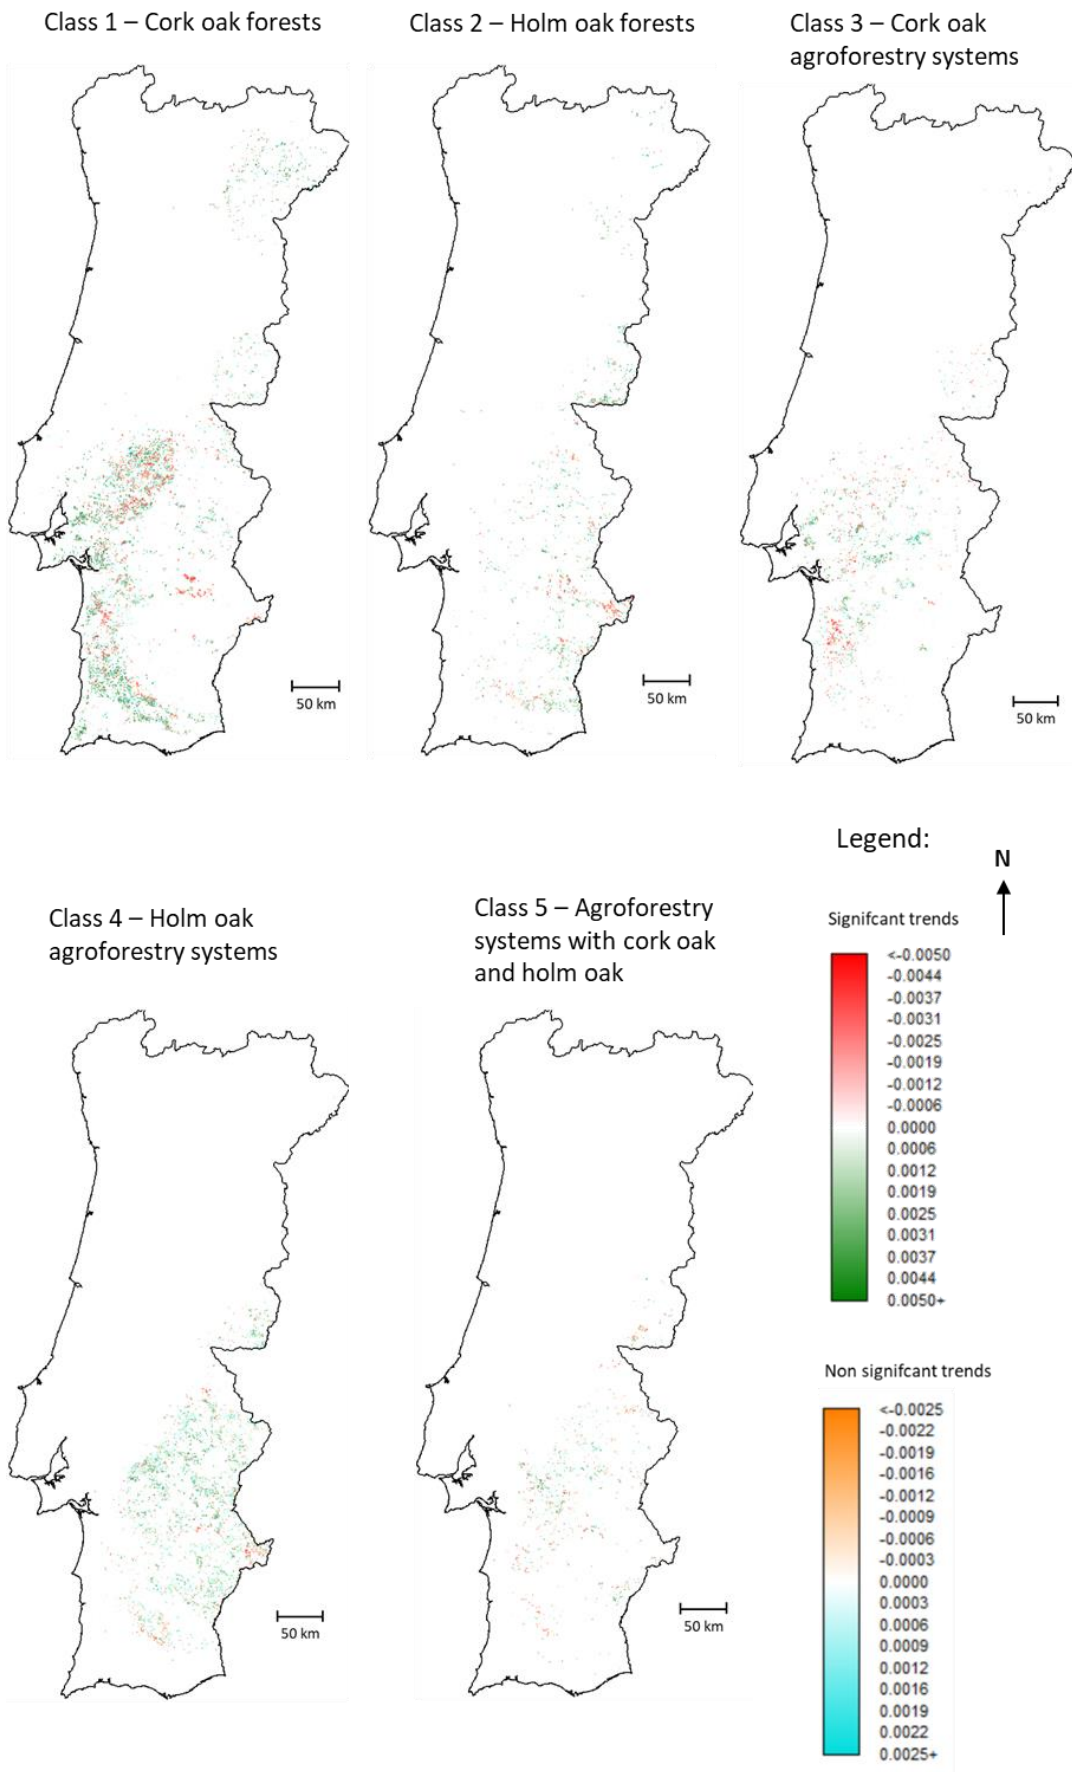 Class 1 – Cork oak forests
Class 2 – Holm oak forests
Class 3 – Cork oak
agroforestry systems
50 km
50 km
50 km
Legend:
N
Class 4 – Holm oak
agroforestry systems
Class 5 – Agroforestry
systems with cork oak
and holm oak
Signifcant trends
<-0.0050
-0.0044
-0.0037
-0.0031
-0.0025
-0.0019
-0.0012
-0.0006
0.0000
0.0006
0.0012
0.0019
0.0025
0.0031
0.0037
0.0044
0.0050+
50 km
50 km
Non signifcant trends
<-0.0025
-0.0022
-0.0019
-0.0016
-0.0012
-0.0009
-0.0006
-0.0003
0.0000
0.0003
0.0006
0.0009
0.0012
0.0016
0.0019
0.0022
0.0025+